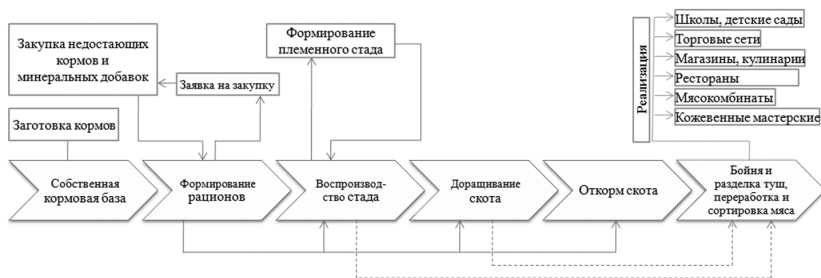 Закупка недостающих
кормов и
минеральных добавок
Заявка на закупку
Заготовка кормов
Формирование
племенного стада
Реализация
Школы, детские сады
Торговые сети
Магазины, кулинарии
Рестораны
Мясокомбинаты
Кожевенные мастерские
Собственная
кормовая база
Формирование
рационов
Воспроизвод-
ство стада
Доращивание
скота
Откорм скота
Бойня и
разделка туш,
переработка и
сортировка мяса